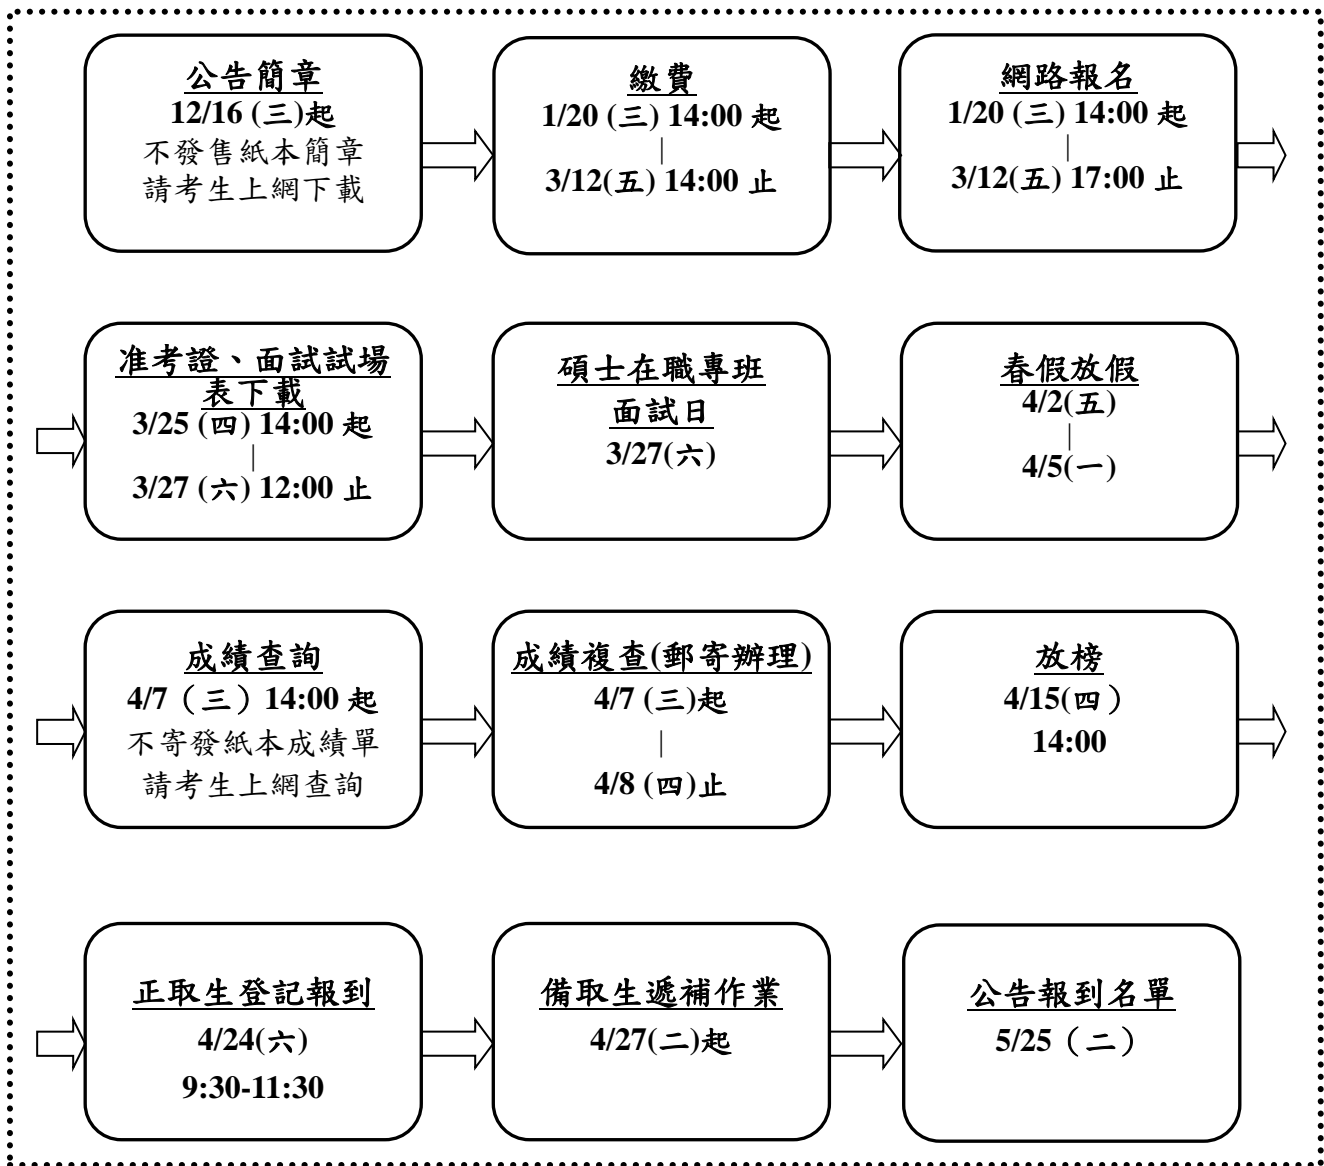 公告簡章
12/16 (三)起
不發售紙本簡章
請考生上網下載
繳費
1/20 (三) 14:00 起
|
3/12(五) 14:00 止
網路報名
1/20 (三) 14:00 起
|
3/12(五) 17:00 止
准考證、面試試場
表下載
3/25 (四) 14:00 起
|
3/27 (六) 12:00 止
碩士在職專班
面試日
3/27(六)
春假放假
4/2(五)
|
4/5(一)
成績查詢
4/7（三）14:00 起
不寄發紙本成績單
請考生上網查詢
成績複查(郵寄辦理)
4/7 (三)起
|
4/8 (四)止
放榜
4/15(四）
14:00
正取生登記報到
4/24(六)
9:30-11:30
備取生遞補作業
4/27(二)起
公告報到名單
5/25（二）